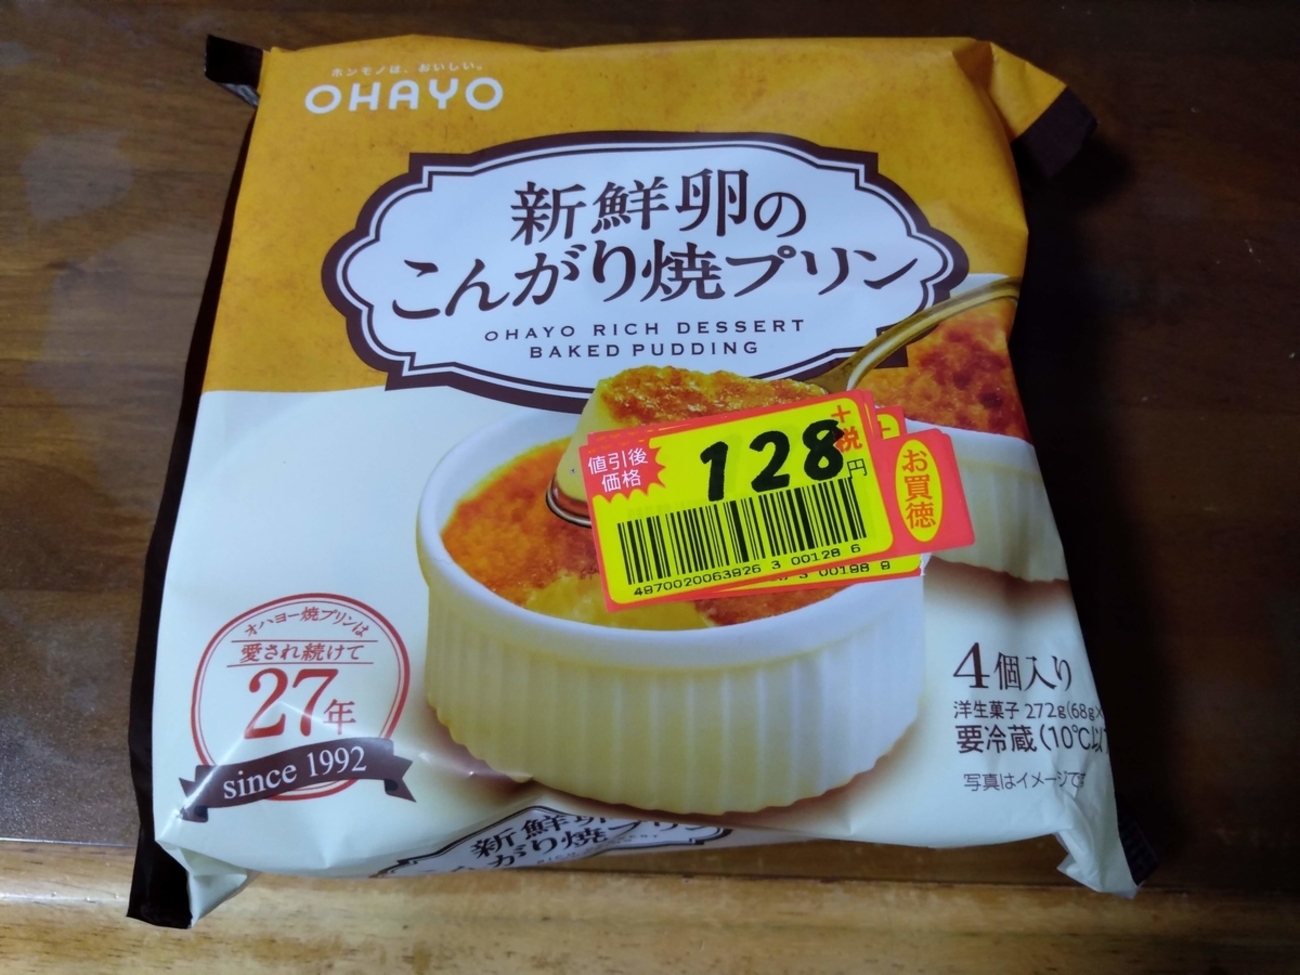 ホンモノは、おいしい。
OHAYO
新鮮卵の
こんがり焼プリン
OHAYO RICH DESSERT
BAKED PUDDING
値引後
価格
128
円
+
税
+
お買徳
4970020063926 3 00128 6
3 00198 9
オハヨー焼プリンは
愛され続けて
27年
since 1992
4個入り
洋生菓子 272g(68g×
要冷蔵(10℃以下
写真はイメージです
新鮮卵の
こんがり焼プリン